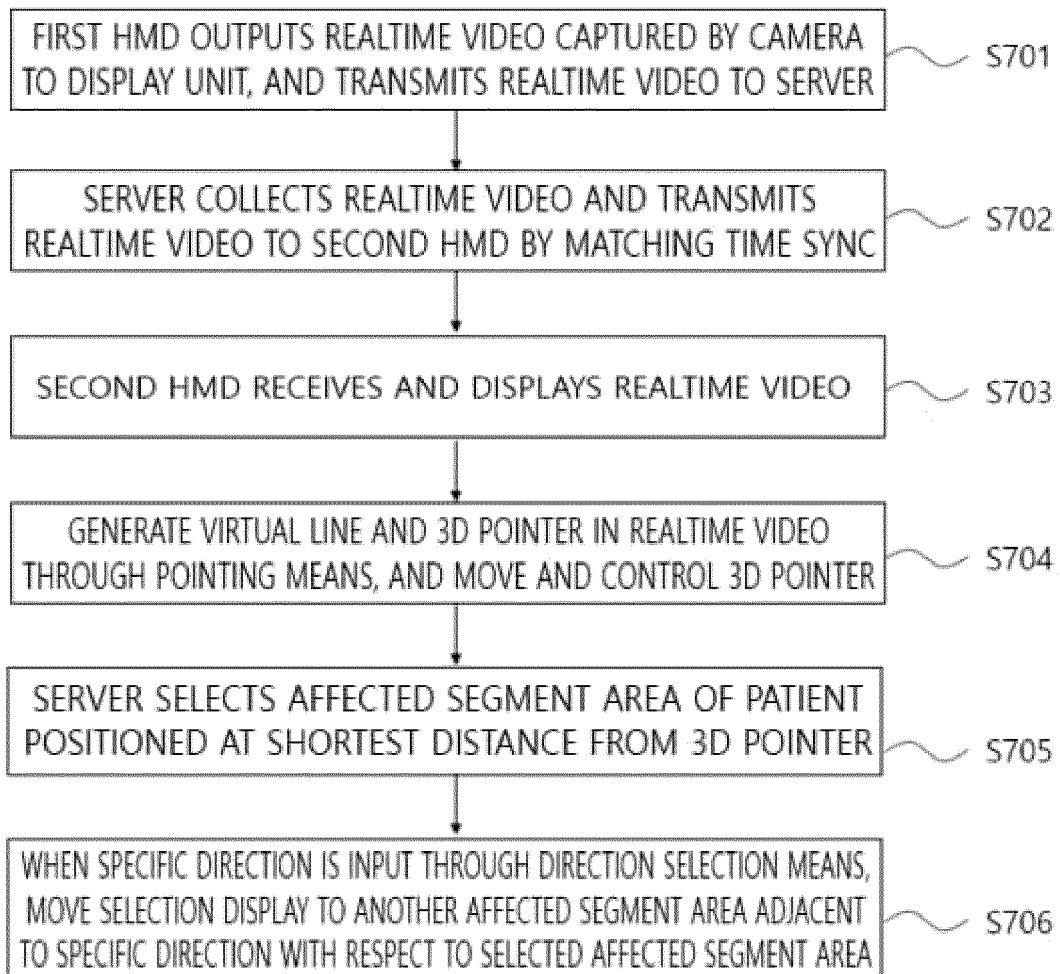 FIRST HMD OUTPUTS REALTIME VIDEO CAPTURED BY CAMERA
TO DISPLAY UNIT, AND TRANSMITS REALTIME VIDEO TO SERVER
S701
SERVER COLLECTS REALTIME VIDEO AND TRANSMITS
REALTIME VIDEO TO SECOND HMD BY MATCHING TIME SYNC
S702
SECOND HMD RECEIVES AND DISPLAYS REALTIME VIDEO
S703
GENERATE VIRTUAL LINE AND 3D POINTER IN REALTIME VIDEO
THROUGH POINTING MEANS, AND MOVE AND CONTROL 3D POINTER
S704
SERVER SELECTS AFFECTED SEGMENT AREA OF PATIENT
POSITIONED AT SHORTEST DISTANCE FROM 3D POINTER
S705
WHEN SPECIFIC DIRECTION IS INPUT THROUGH DIRECTION SELECTION MEANS,
MOVE SELECTION DISPLAY TO ANOTHER AFFECTED SEGMENT AREA ADJACENT
TO SPECIFIC DIRECTION WITH RESPECT TO SELECTED AFFECTED SEGMENT AREA
S706